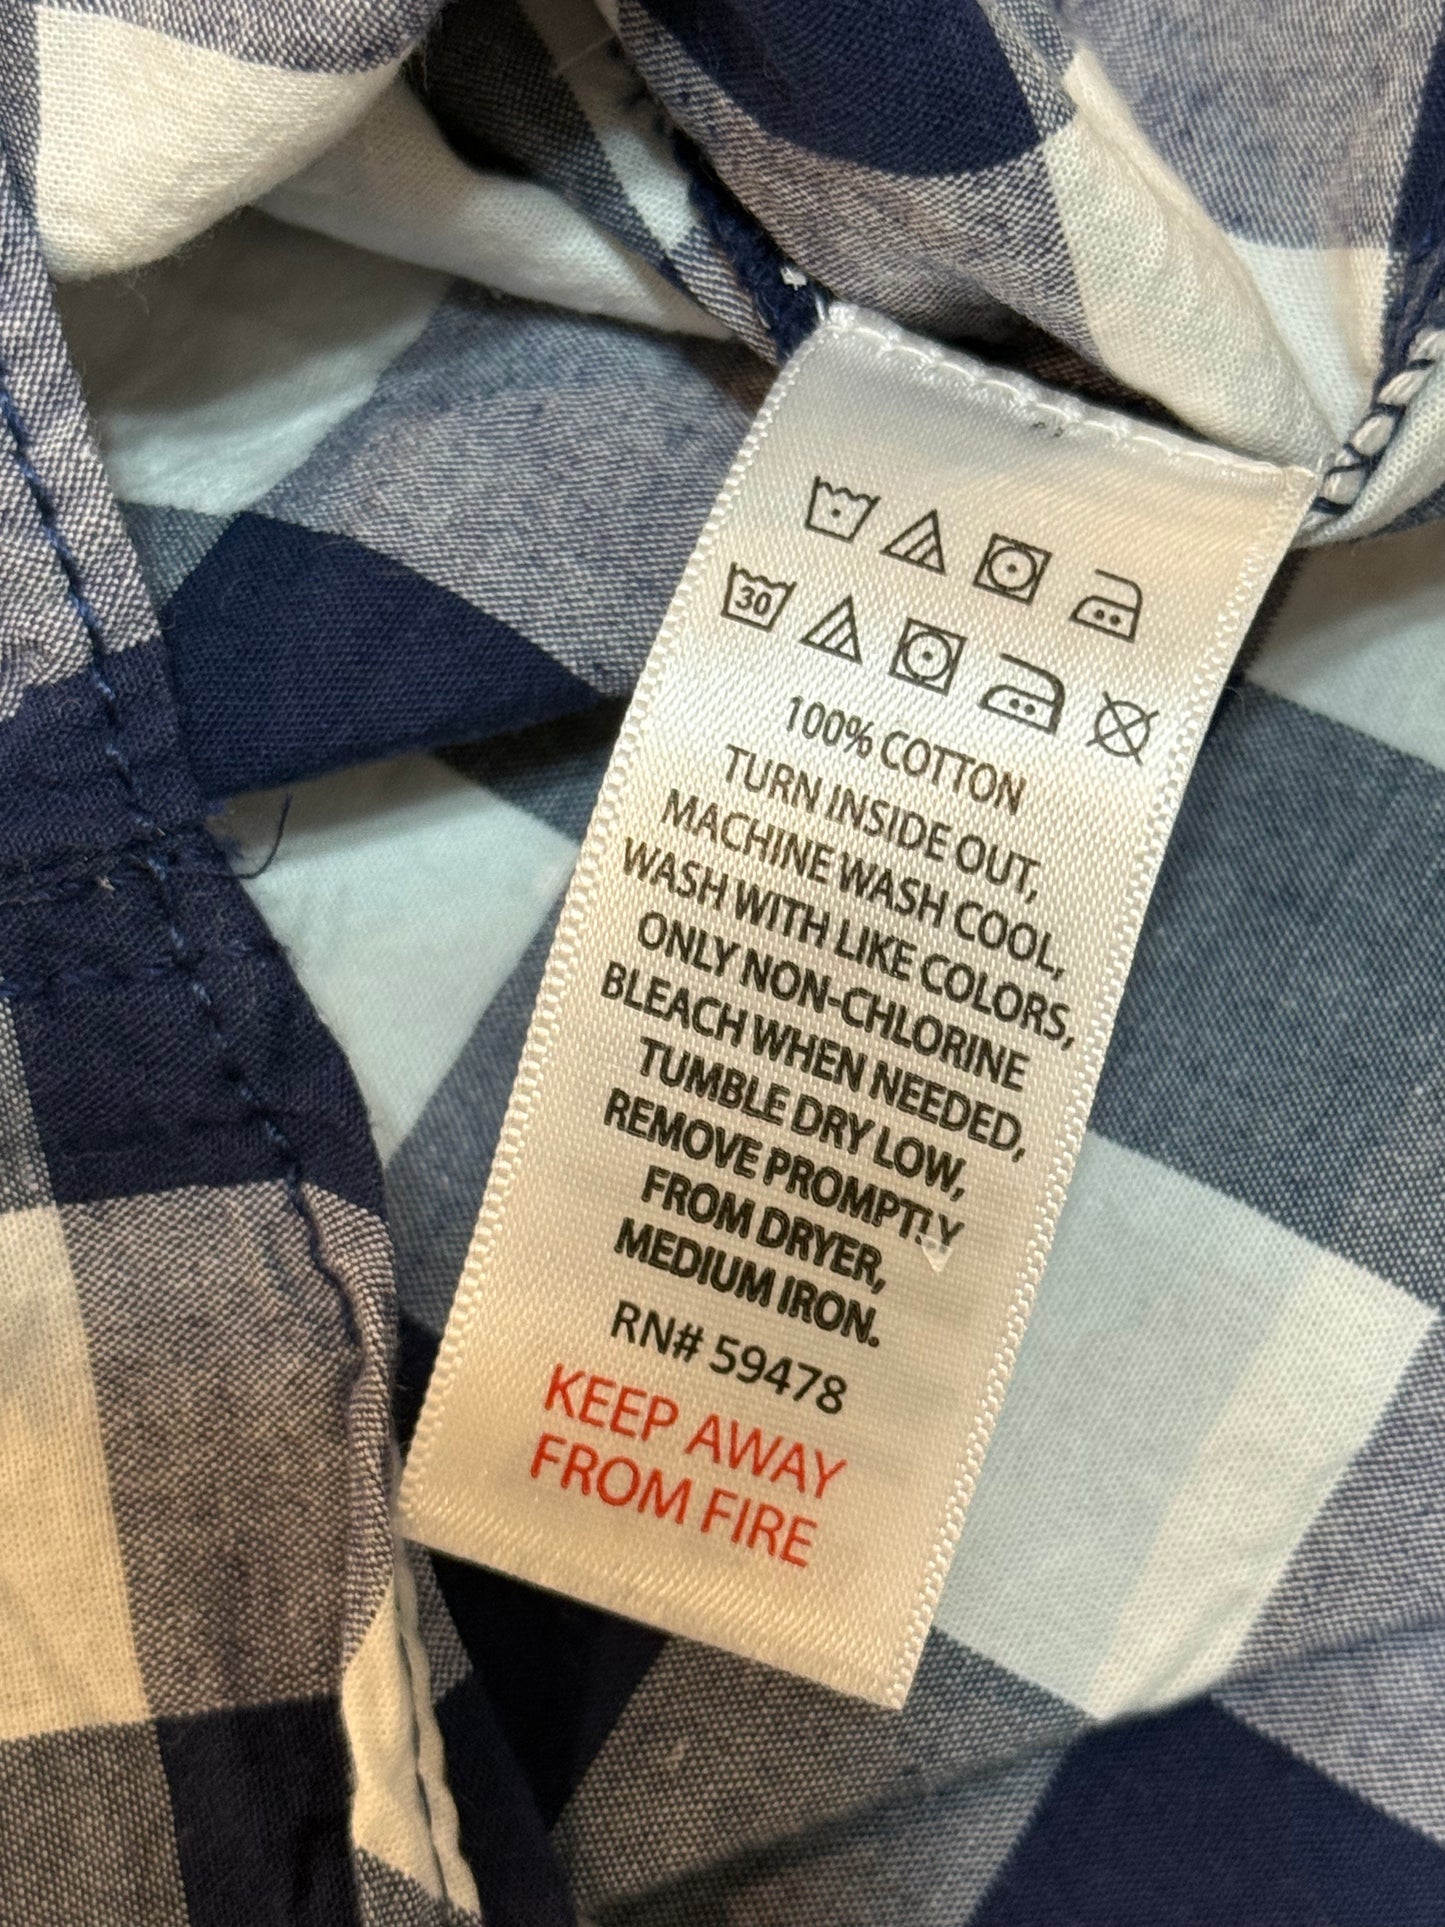 30
100% COTTON
TURN INSIDE OUT,
MACHINE WASH COOL,
WASH WITH LIKE COLORS,
ONLY NON-CHLORINE
BLEACH WHEN NEEDED,
TUMBLE DRY LOW,
REMOVE PROMPTLY
FROM DRYER,
MEDIUM IRON.
RN# 59478
KEEP AWAY
FROM FIRE